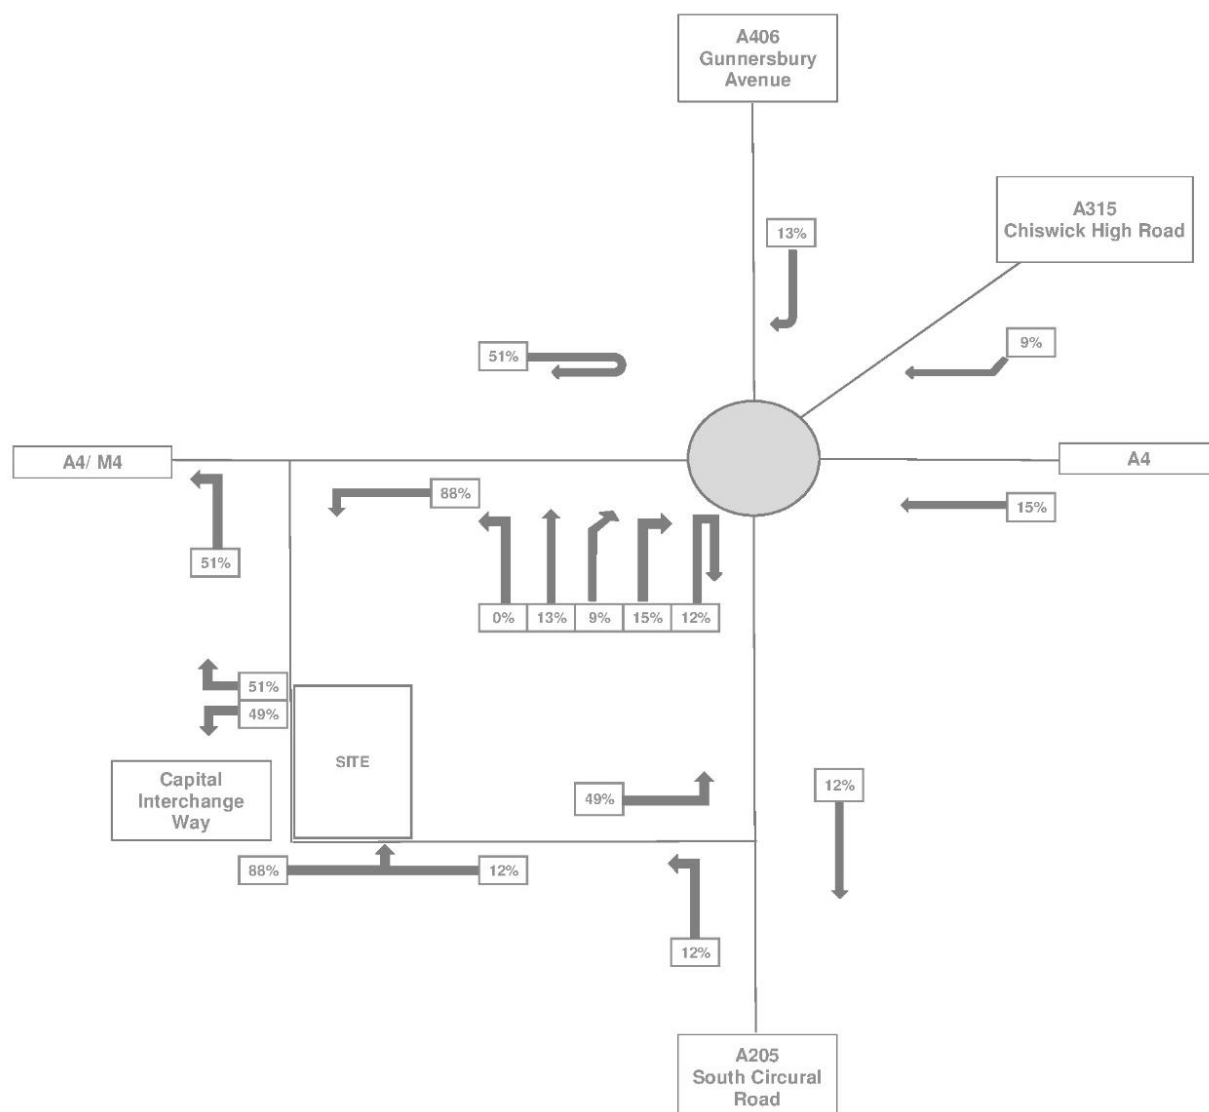 A406
Gunnersbury
Avenue
A315
Chiswick High Road
13%
9%
51%
A4/ M4
A4
88%
15%
51%
0%
13%
9%
15%
12%
51%
49%
SITE
Capital
Interchange
Way
49%
12%
88%
12%
12%
A205
South Circural
Road